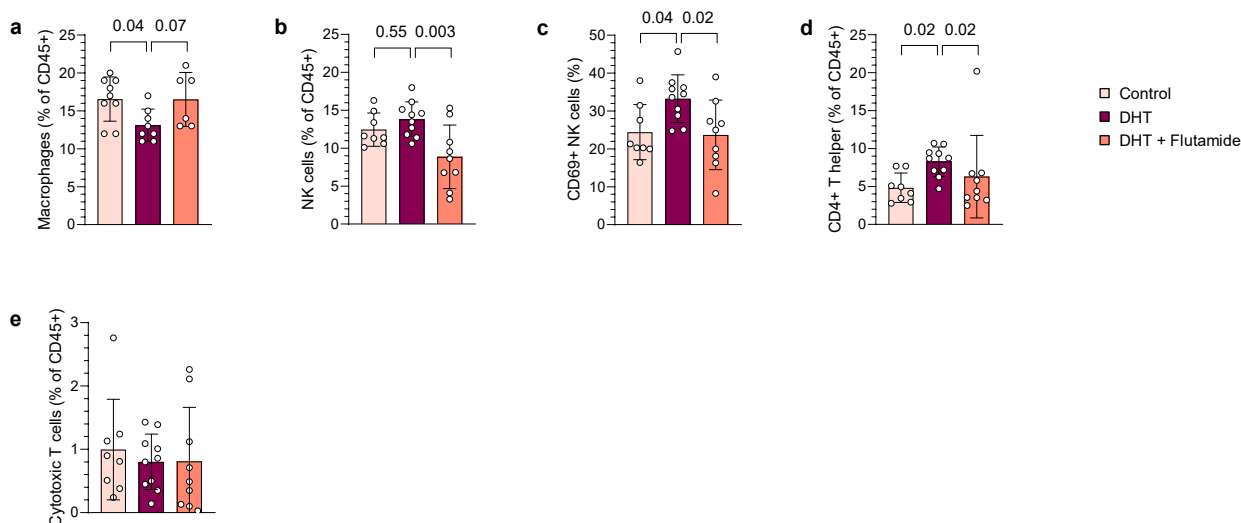 a
0.04 0.07
Macrophages (% of CD45+)
25
20
15
10
5
0
b
0.55 0.003
NK cells (% of CD45+)
25
20
15
10
5
0
c
0.04 0.02
CD69+ NK cells (%)
50
40
30
20
10
0
d
0.02 0.02
CD4+ T helper (% of CD45+)
25
20
15
10
5
0
Control
DHT
DHT + Flutamide
e
Cytotoxic T cells (% of CD45+)
3
2
1
0